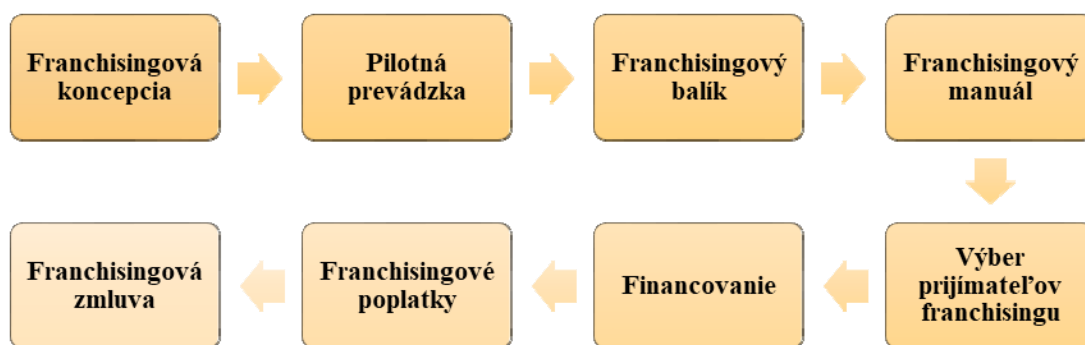 Franchisingová
koncepcia
Pilotná
prevádzka
Franchisingový
balík
Franchisingový
manuál
Výber
prijímateľov
franchisingu
Financovanie
Franchisingové
poplatky
Franchisingová
zmluva